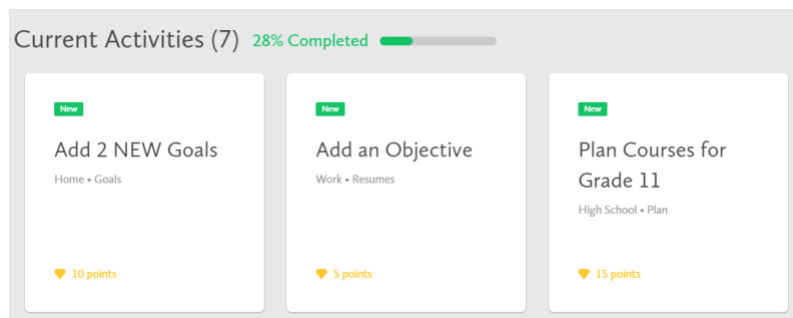 Current Activities (7) 28% Completed
New
Add 2 NEW Goals
Home • Goals
10 points
New
Add an Objective
Work • Resumes
5 points
New
Plan Courses for
Grade 11
High School • Plan
15 points